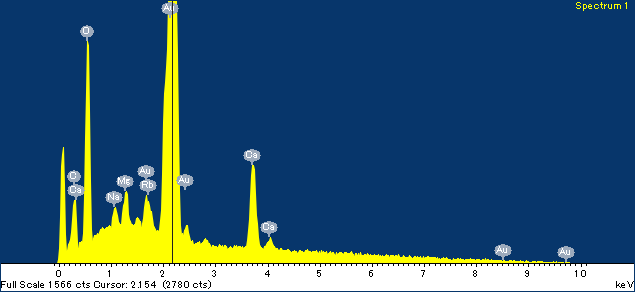 Spectrum 1
Au
O
Ca
C
Au
Ca
Mg
Rb
Au
Na
Ca
Au
Au
0 1 2 3 4 5 6 7 8 9 10
Full Scale 1566 cts Cursor: 2.154 (2780 cts) keV